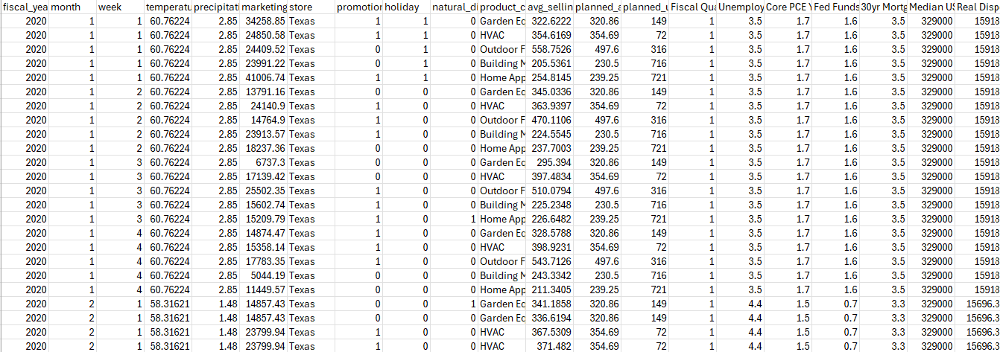 fiscal_yea month week temperatu precipitati marketing store promotion holiday natural_di product_c avg_sellin planned_a planned_u Fiscal Qua Unemploy Core PCE Y Fed Funds 30yr Mortg Median US Real Disp
2020 1 1 60.76224 2.85 34258.85 Texas 1 1 0 Garden Eq 322.6222 320.86 149 1 3.5 1.7 1.6 3.5 329000 15918
2020 1 1 60.76224 2.85 24850.58 Texas 1 1 0 HVAC 354.6169 354.69 72 1 3.5 1.7 1.6 3.5 329000 15918
2020 1 1 60.76224 2.85 24409.52 Texas 0 1 0 Outdoor F 558.7526 497.6 316 1 3.5 1.7 1.6 3.5 329000 15918
2020 1 1 60.76224 2.85 23991.22 Texas 0 1 0 Building M 205.5361 230.5 716 1 3.5 1.7 1.6 3.5 329000 15918
2020 1 1 60.76224 2.85 41006.74 Texas 1 1 0 Home App 254.8145 239.25 721 1 3.5 1.7 1.6 3.5 329000 15918
2020 1 2 60.76224 2.85 13791.16 Texas 0 0 0 Garden Eq 345.0336 320.86 149 1 3.5 1.7 1.6 3.5 329000 15918
2020 1 2 60.76224 2.85 24140.9 Texas 1 0 0 HVAC 363.9397 354.69 72 1 3.5 1.7 1.6 3.5 329000 15918
2020 1 2 60.76224 2.85 14764.9 Texas 1 0 0 Outdoor F 470.1106 497.6 316 1 3.5 1.7 1.6 3.5 329000 15918
2020 1 2 60.76224 2.85 23913.57 Texas 1 0 0 Building M 224.5545 230.5 716 1 3.5 1.7 1.6 3.5 329000 15918
2020 1 2 60.76224 2.85 18237.36 Texas 0 0 0 Home App 237.7003 239.25 721 1 3.5 1.7 1.6 3.5 329000 15918
2020 1 3 60.76224 2.85 6737.3 Texas 0 0 0 Garden Eq 295.394 320.86 149 1 3.5 1.7 1.6 3.5 329000 15918
2020 1 3 60.76224 2.85 17139.42 Texas 0 0 0 HVAC 397.4834 354.69 72 1 3.5 1.7 1.6 3.5 329000 15918
2020 1 3 60.76224 2.85 25502.35 Texas 1 0 0 Outdoor F 510.0794 497.6 316 1 3.5 1.7 1.6 3.5 329000 15918
2020 1 3 60.76224 2.85 15602.74 Texas 0 0 0 Building M 225.2348 230.5 716 1 3.5 1.7 1.6 3.5 329000 15918
2020 1 3 60.76224 2.85 15209.79 Texas 1 0 1 Home App 226.6482 239.25 721 1 3.5 1.7 1.6 3.5 329000 15918
2020 1 4 60.76224 2.85 14874.47 Texas 1 0 0 Garden Eq 328.5788 320.86 149 1 3.5 1.7 1.6 3.5 329000 15918
2020 1 4 60.76224 2.85 15358.14 Texas 1 0 0 HVAC 398.9231 354.69 72 1 3.5 1.7 1.6 3.5 329000 15918
2020 1 4 60.76224 2.85 17783.35 Texas 1 0 0 Outdoor F 543.7126 497.6 316 1 3.5 1.7 1.6 3.5 329000 15918
2020 1 4 60.76224 2.85 5044.19 Texas 0 0 0 Building M 243.3342 230.5 716 1 3.5 1.7 1.6 3.5 329000 15918
2020 1 4 60.76224 2.85 11449.57 Texas 0 0 0 Home App 211.3405 239.25 721 1 3.5 1.7 1.6 3.5 329000 15918
2020 2 1 58.31621 1.48 14857.43 Texas 0 0 1 Garden Eq 341.1858 320.86 149 1 4.4 1.5 0.7 3.3 329000 15696.3
2020 2 1 58.31621 1.48 14857.43 Texas 0 0 0 Garden Eq 336.6194 320.86 149 1 4.4 1.5 0.7 3.3 329000 15696.3
2020 2 1 58.31621 1.48 23799.94 Texas 1 0 0 HVAC 367.5309 354.69 72 1 4.4 1.5 0.7 3.3 329000 15696.3
2020 2 1 58.31621 1.48 23799.94 Texas 1 0 0 HVAC 371.482 354.69 72 1 4.4 1.5 0.7 3.3 329000 15696.3